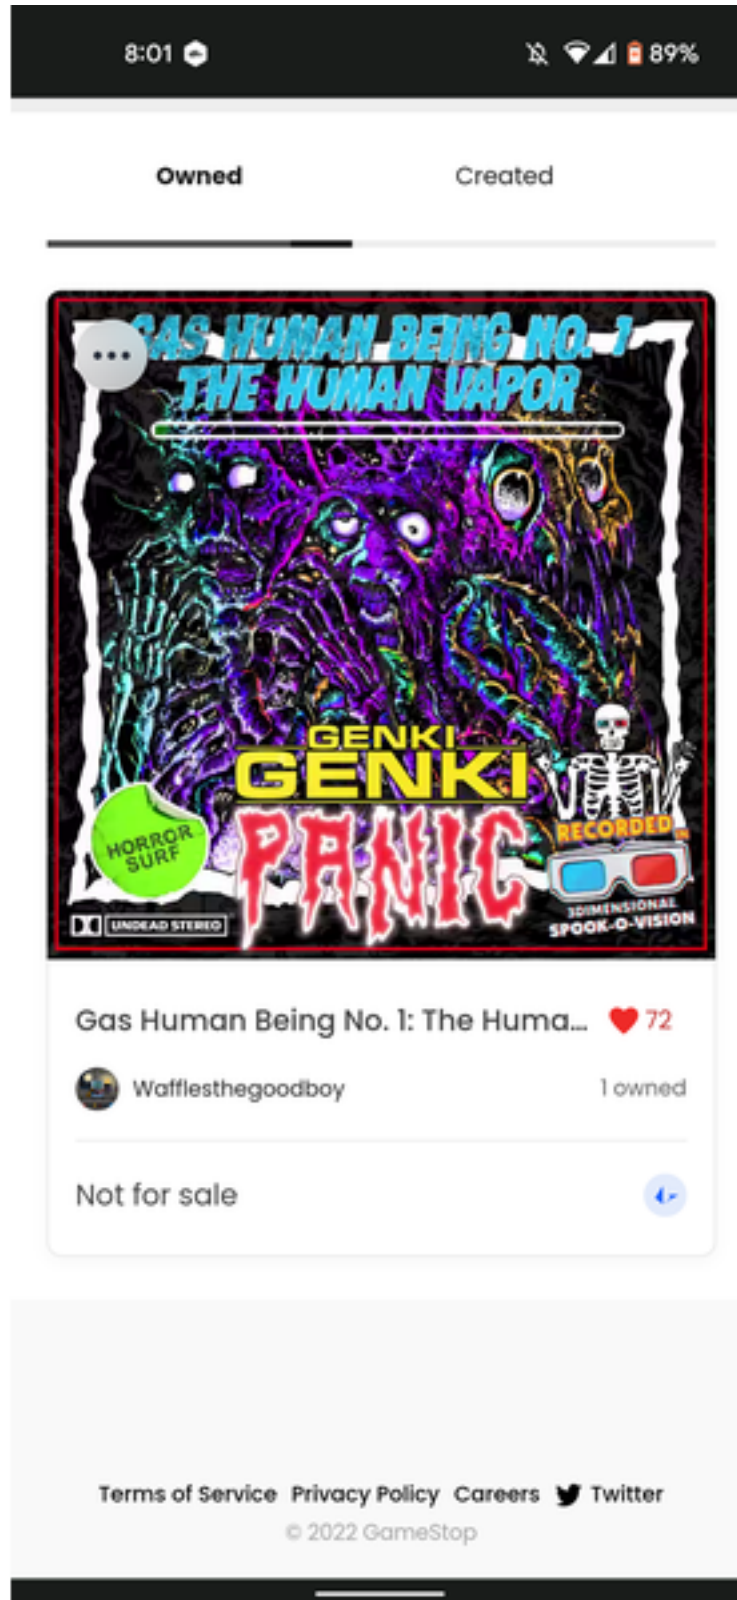 8:01
89%
Owned
Created
GAS HUMAN BEING NO. 1
THE HUMAN VAPOR
GENKI
GENKI
PANIC
HORROR
SURF
RECORDED IN
3DIMENSIONAL
SPOOK-O-VISION
UNDEAD STEREO
Gas Human Being No. 1: The Huma...
72
Wafflesthegoodboy
1 owned
Not for sale
Terms of Service Privacy Policy Careers Twitter
© 2022 GameStop